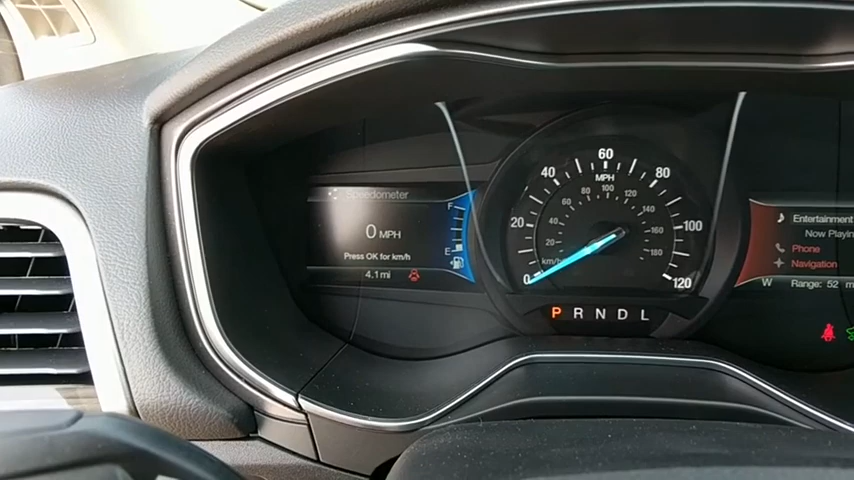 Speedometer
0 MPH
Press OK for km/h
4.1 mi
F
E
0 20 40 60 80 100 120
MPH
20 40 60 80 100 120 140 160 180
km/h
P R N D L
Entertainment
Now Playin
Phone
Navigation
W Range: 52 m